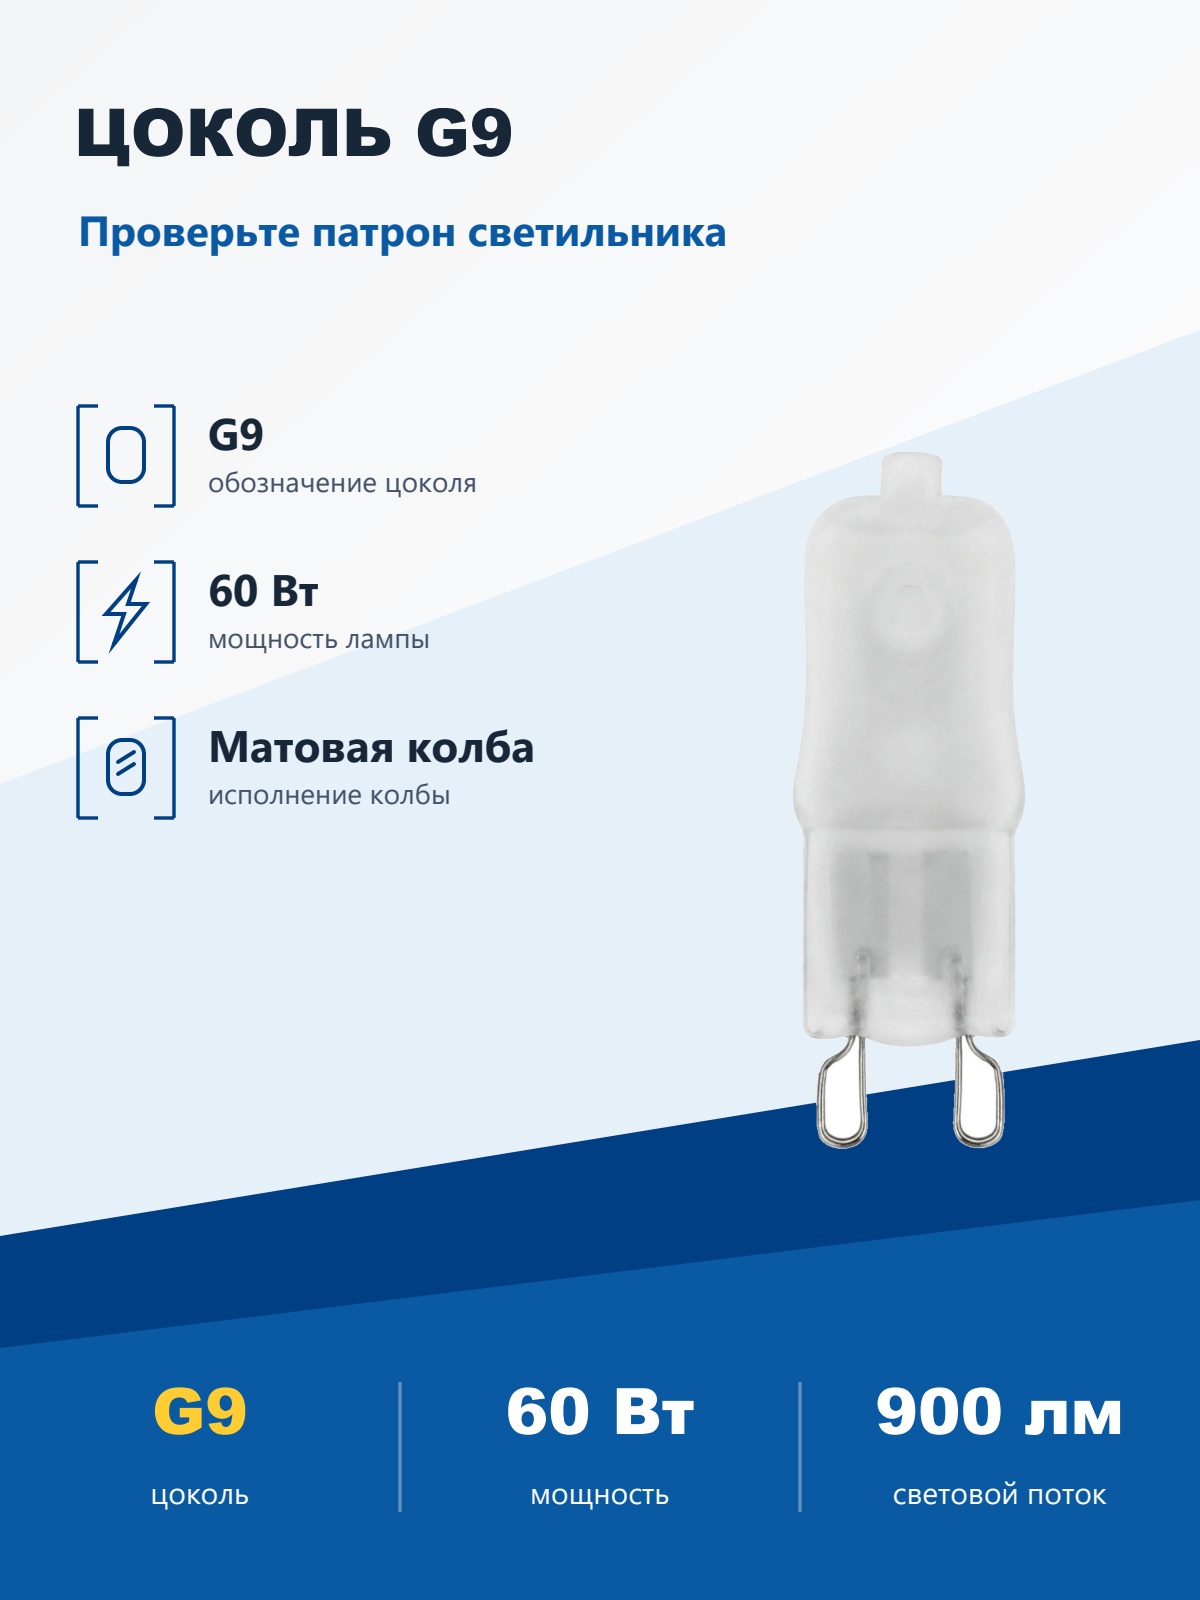 ЦОКОЛЬ G9
Проверьте патрон светильника
G9
обозначение цоколя
60 Вт
мощность лампы
Матовая колба
исполнение колбы
G9
цоколь
60 Вт
мощность
900 лм
световой поток